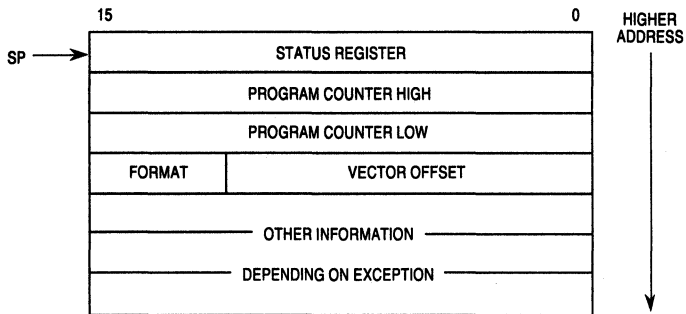 15 0 HIGHER
ADDRESS
SP STATUS REGISTER
PROGRAM COUNTER HIGH
PROGRAM COUNTER LOW
FORMAT VECTOR OFFSET
OTHER INFORMATION
DEPENDING ON EXCEPTION